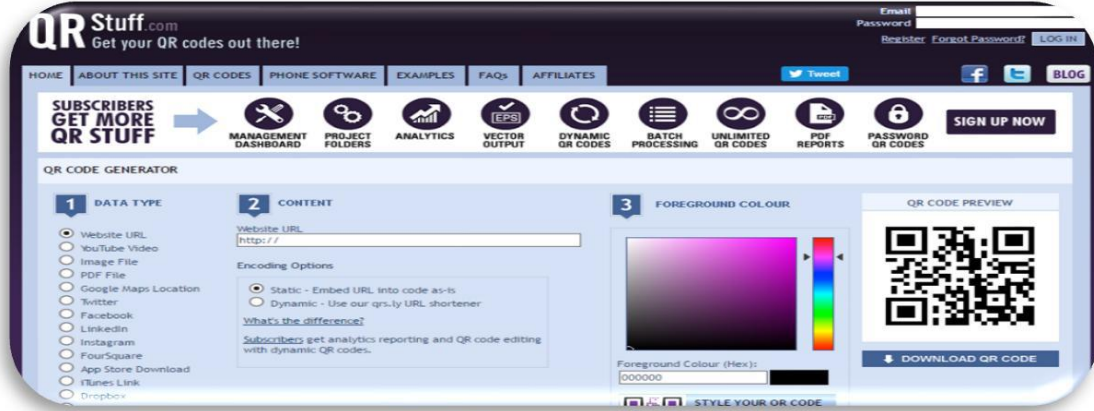 QR Stuff.com
Get your QR codes out there!
Email
Password
Register Forgot Password? LOG IN
HOME ABOUT THIS SITE QR CODES PHONE SOFTWARE EXAMPLES FAQs AFFILIATES
Tweet
BLOG
SUBSCRIBERS
GET MORE
QR STUFF
MANAGEMENT
DASHBOARD
PROJECT
FOLDERS
ANALYTICS
EPS
VECTOR
OUTPUT
DYNAMIC
QR CODES
BATCH
PROCESSING
UNLIMITED
QR CODES
PDF
PDF
REPORTS
PASSWORD
QR CODES
SIGN UP NOW
QR CODE GENERATOR
1 DATA TYPE
Website URL
YouTube Video
Image File
PDF File
Google Maps Location
Twitter
Facebook
LinkedIn
Instagram
FourSquare
App Store Download
iTunes Link
Dropbox
2 CONTENT
Website URL
http://
Encoding Options
Static - Embed URL into code as-is
Dynamic - Use our qrs.ly URL shortener
What's the difference?
Subscribers get analytics reporting and QR code editing
with dynamic QR codes.
3 FOREGROUND COLOUR
Foreground Colour (Hex):
000000
STYLE YOUR QR CODE
QR CODE PREVIEW
DOWNLOAD QR CODE